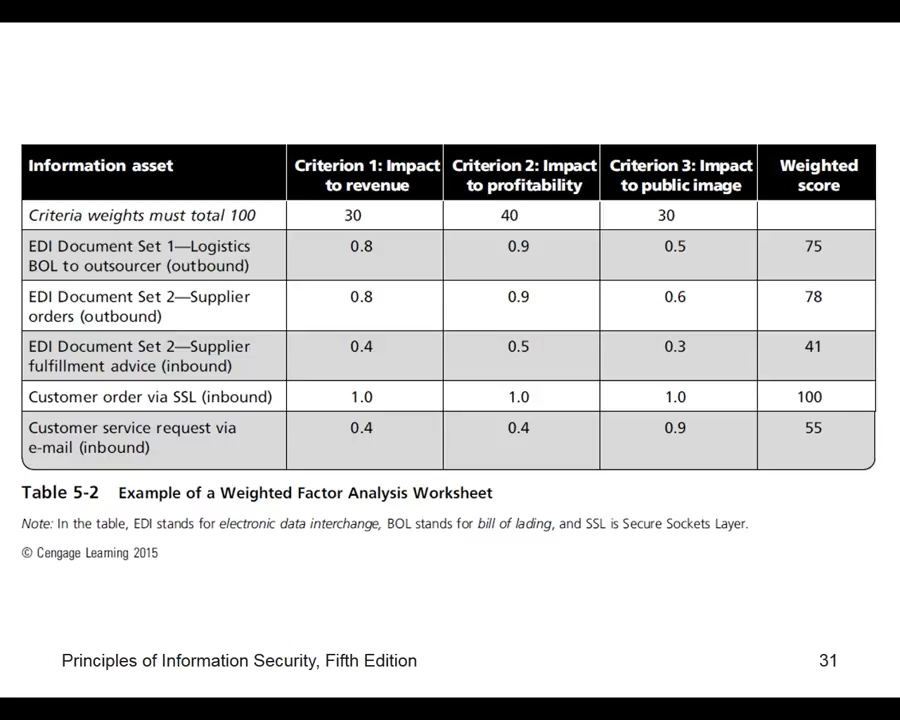 Information asset
Criterion 1: Impact to revenue
Criterion 2: Impact to profitability
Criterion 3: Impact to public image
Weighted score
Criteria weights must total 100 30 40 30
EDI Document Set 1—Logistics
BOL to outsourcer (outbound) 0.8 0.9 0.5 75
EDI Document Set 2—Supplier
orders (outbound) 0.8 0.9 0.6 78
EDI Document Set 2—Supplier
fulfillment advice (inbound) 0.4 0.5 0.3 41
Customer order via SSL (inbound) 1.0 1.0 1.0 100
Customer service request via
e-mail (inbound) 0.4 0.4 0.9 55
Table 5-2 Example of a Weighted Factor Analysis Worksheet
Note: In the table, EDI stands for electronic data interchange, BOL stands for bill of lading, and SSL is Secure Sockets Layer.
© Cengage Learning 2015
Principles of Information Security, Fifth Edition 31